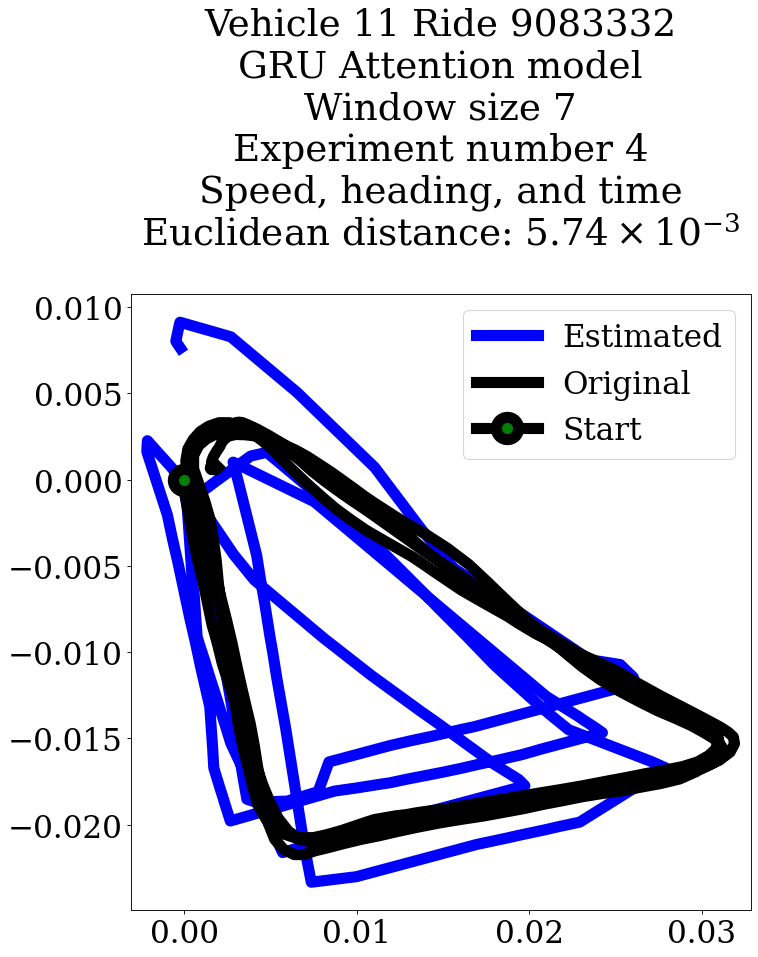 Vehicle 11 Ride 9083332
GRU Attention model
Window size 7
Experiment number 4
Speed, heading, and time
Euclidean distance: 5.74 × 10⁻³
0.010
0.005
0.000
−0.005
−0.010
−0.015
−0.020
Estimated
Original
Start
0.00 0.01 0.02 0.03